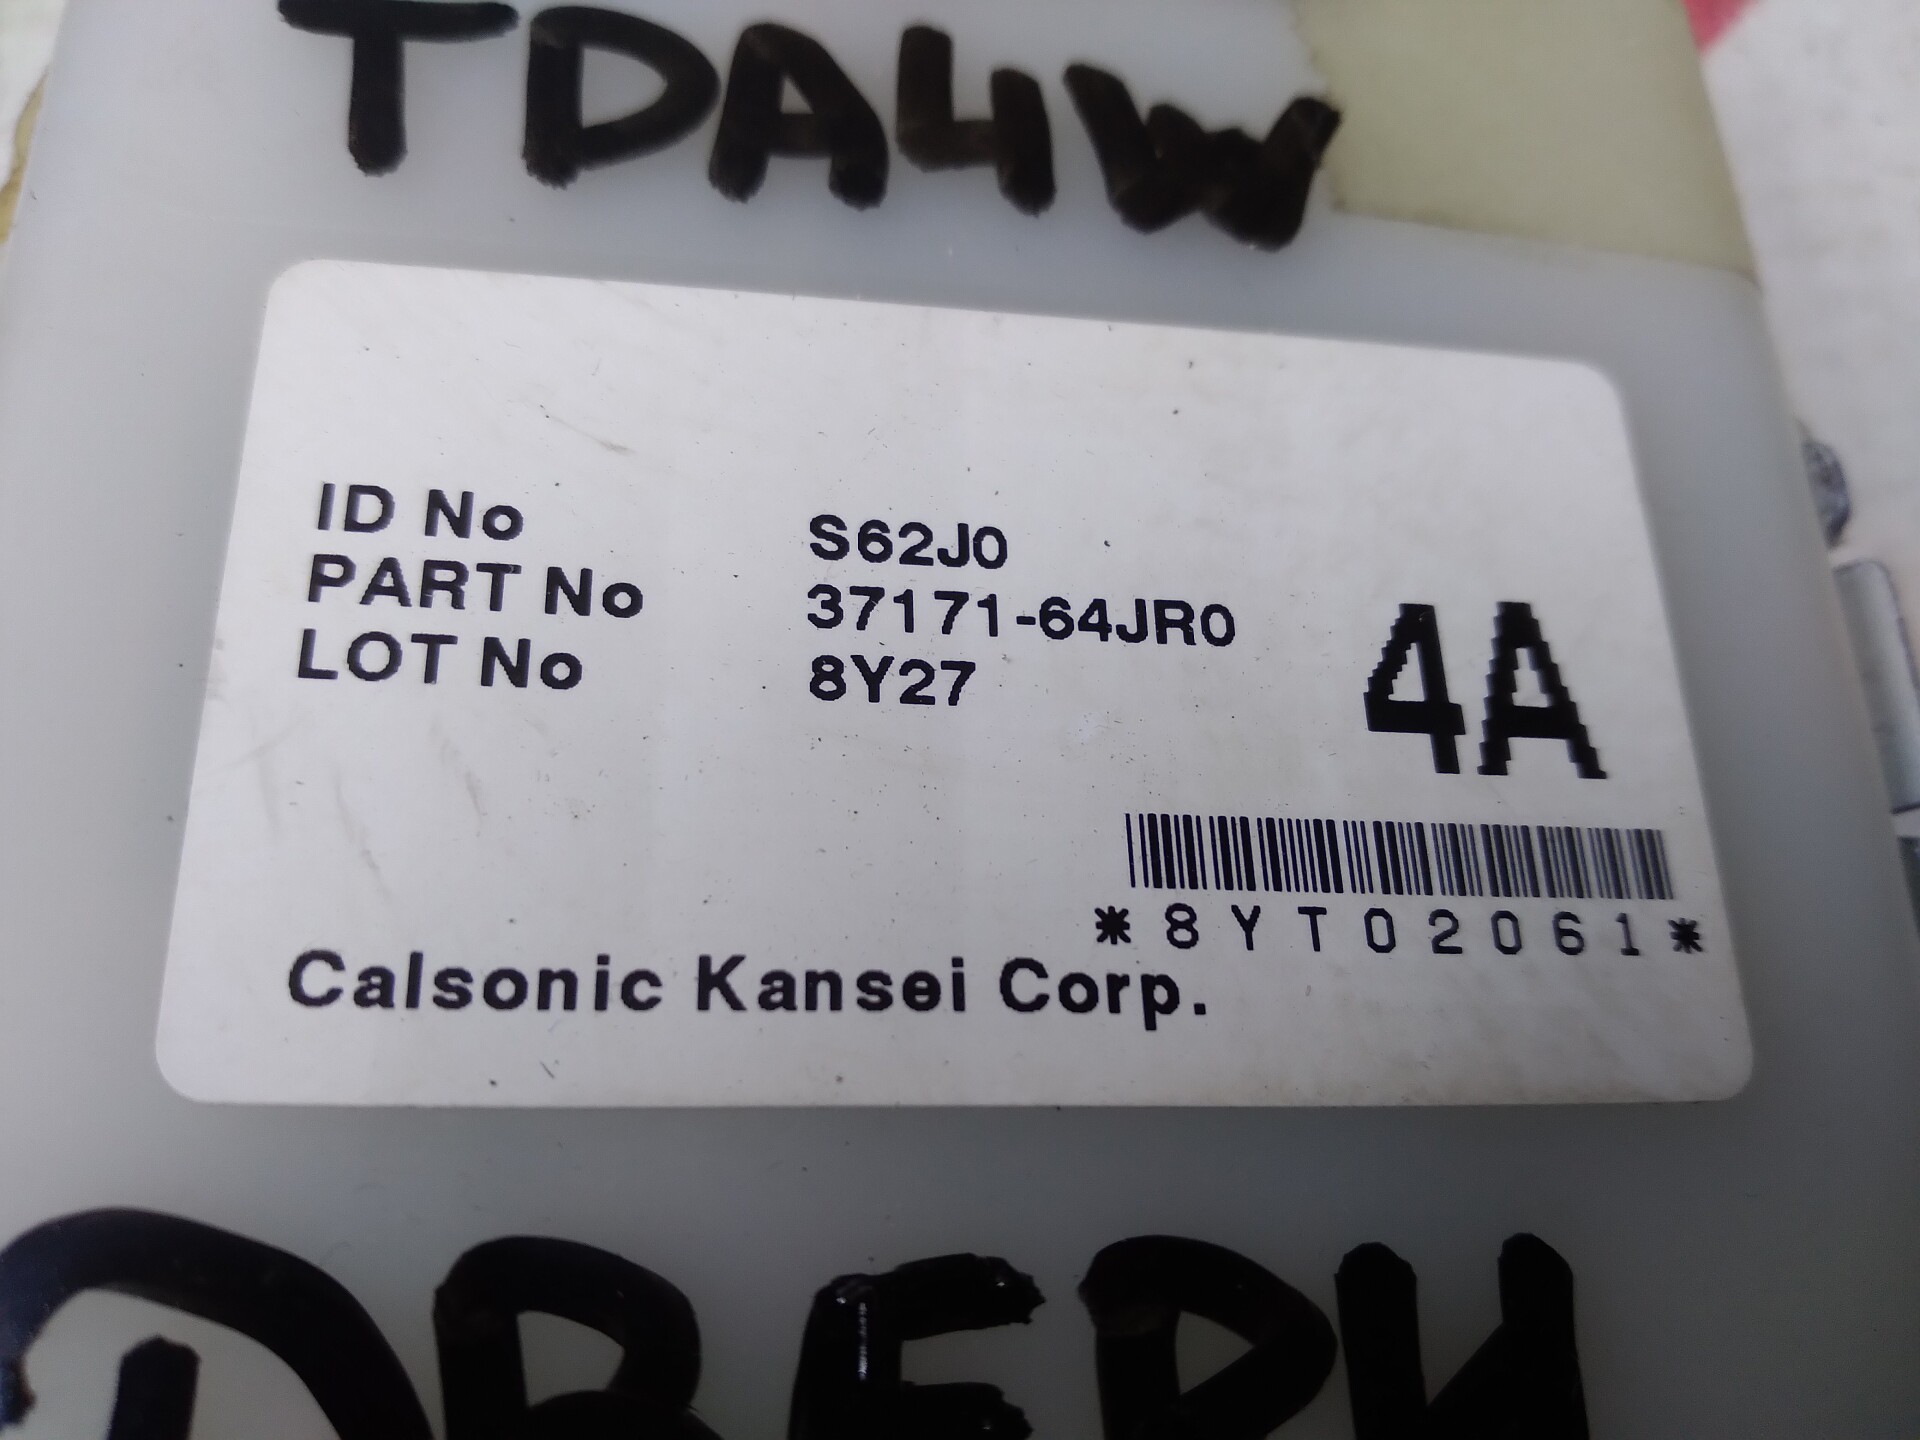 TDA4W
ID No S62J0
PART No 37171-64JR0
LOT No 8Y27
4A
*8YT02061*
Calsonic Kansei Corp.